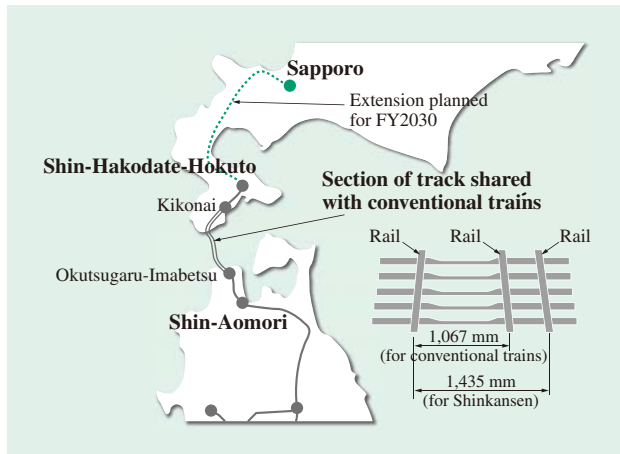 Sapporo
Extension planned
for FY2030
Shin-Hakodate-Hokuto
Kikonai
Section of track shared
with conventional trains
Rail
Rail
Rail
Okutsugaru-Imabetsu
Shin-Aomori
1,067 mm
(for conventional trains)
1,435 mm
(for Shinkansen)